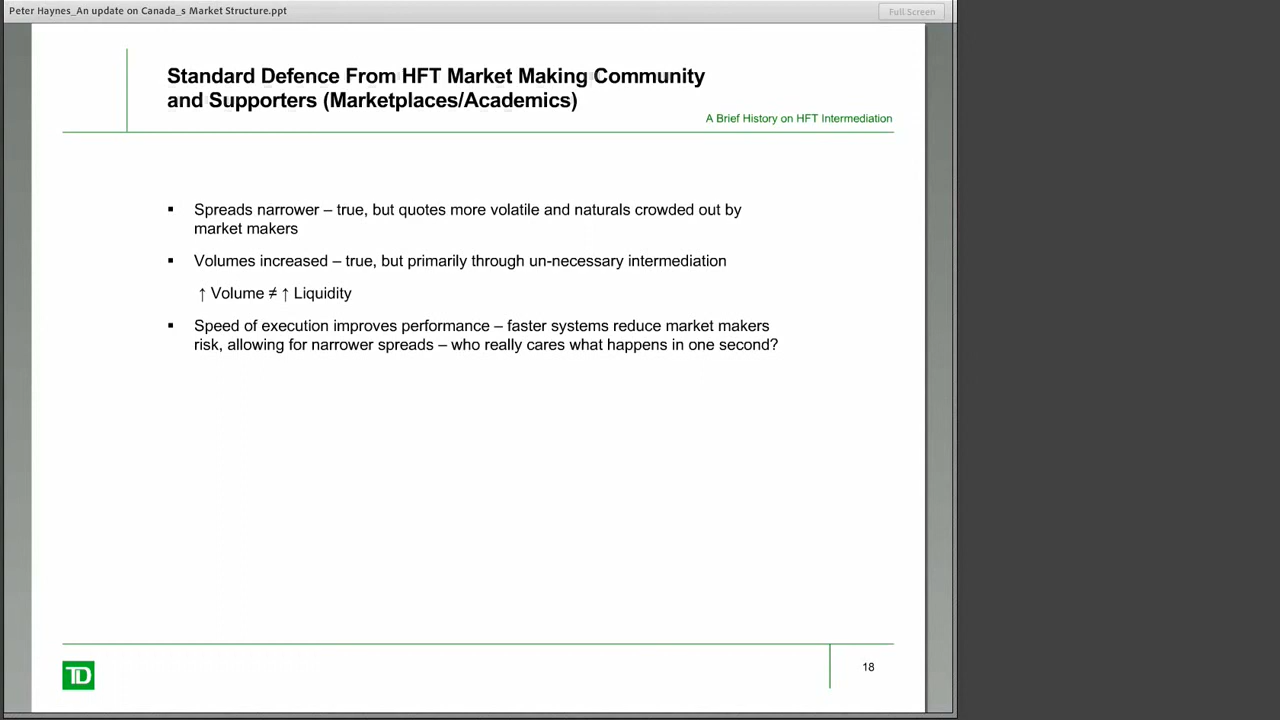 Peter Haynes_An update on Canada_s Market Structure.ppt
Full Screen
Standard Defence From HFT Market Making Community
and Supporters (Marketplaces/Academics)
A Brief History on HFT Intermediation
▪ Spreads narrower – true, but quotes more volatile and naturals crowded out by
market makers
▪ Volumes increased – true, but primarily through un-necessary intermediation
↑ Volume ≠ ↑ Liquidity
▪ Speed of execution improves performance – faster systems reduce market makers
risk, allowing for narrower spreads – who really cares what happens in one second?
TD
18